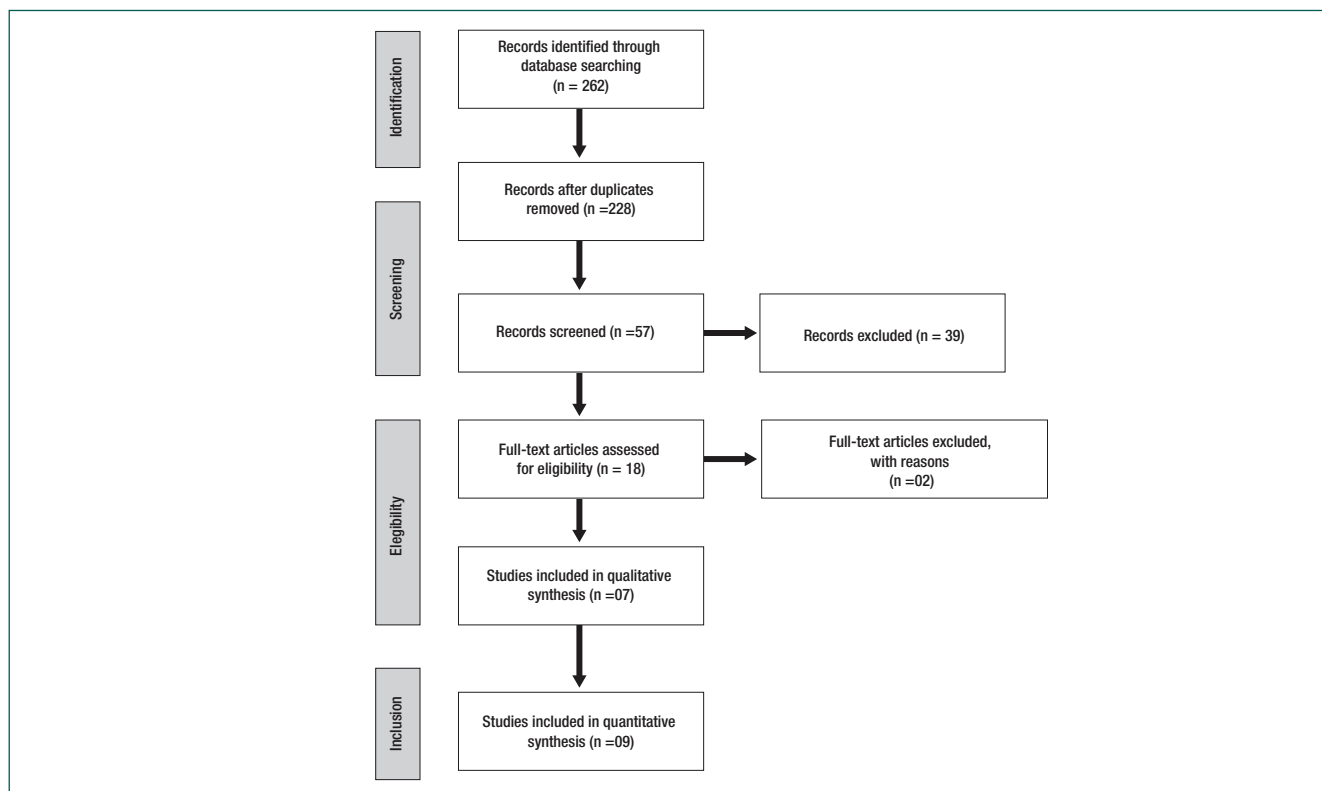 Identification
Records identified through
database searching
(n = 262)
Records after duplicates
removed (n =228)
Screening
Records screened (n =57)
Records excluded (n = 39)
Elegibility
Full-text articles assessed
for eligibility (n = 18)
Full-text articles excluded,
with reasons
(n =02)
Studies included in qualitative
synthesis (n =07)
Inclusion
Studies included in quantitative
synthesis (n =09)